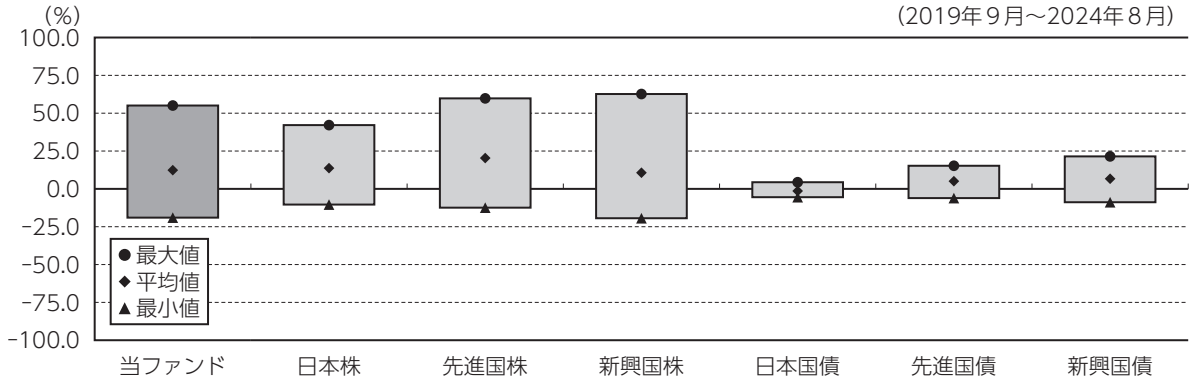 (%)
(2019年9月～2024年8月)
100.0
75.0
50.0
25.0
0.0
-25.0
-50.0
-75.0
-100.0
●最大値
◆平均値
▲最小値
当ファンド 日本株 先進国株 新興国株 日本国債 先進国債 新興国債